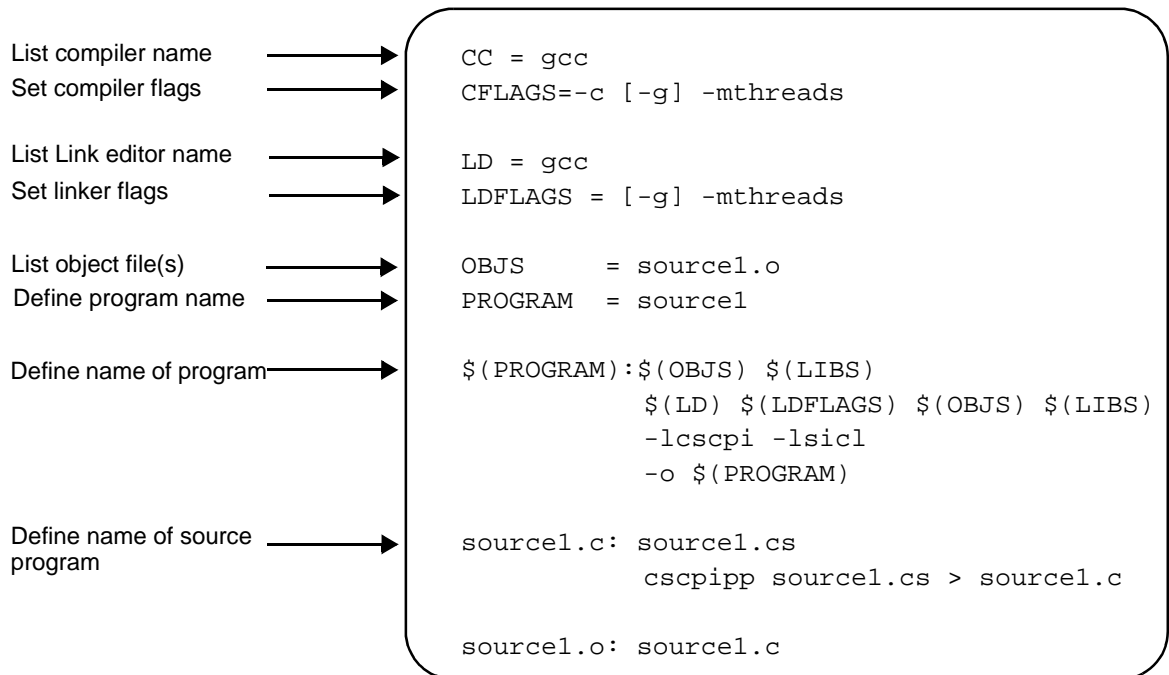 List compiler name CC = gcc
Set compiler flags CFLAGS=-c [-g] -mthreads
List Link editor name LD = gcc
Set linker flags LDFLAGS = [-g] -mthreads
List object file(s) OBJS = source1.o
Define program name PROGRAM = source1
Define name of program $(PROGRAM):$(OBJS) $(LIBS)
$(LD) $(LDFLAGS) $(OBJS) $(LIBS)
-lcscpi -lsicl
-o $(PROGRAM)
Define name of source source1.c: source1.cs
program cscpipp source1.cs > source1.c
source1.o: source1.c